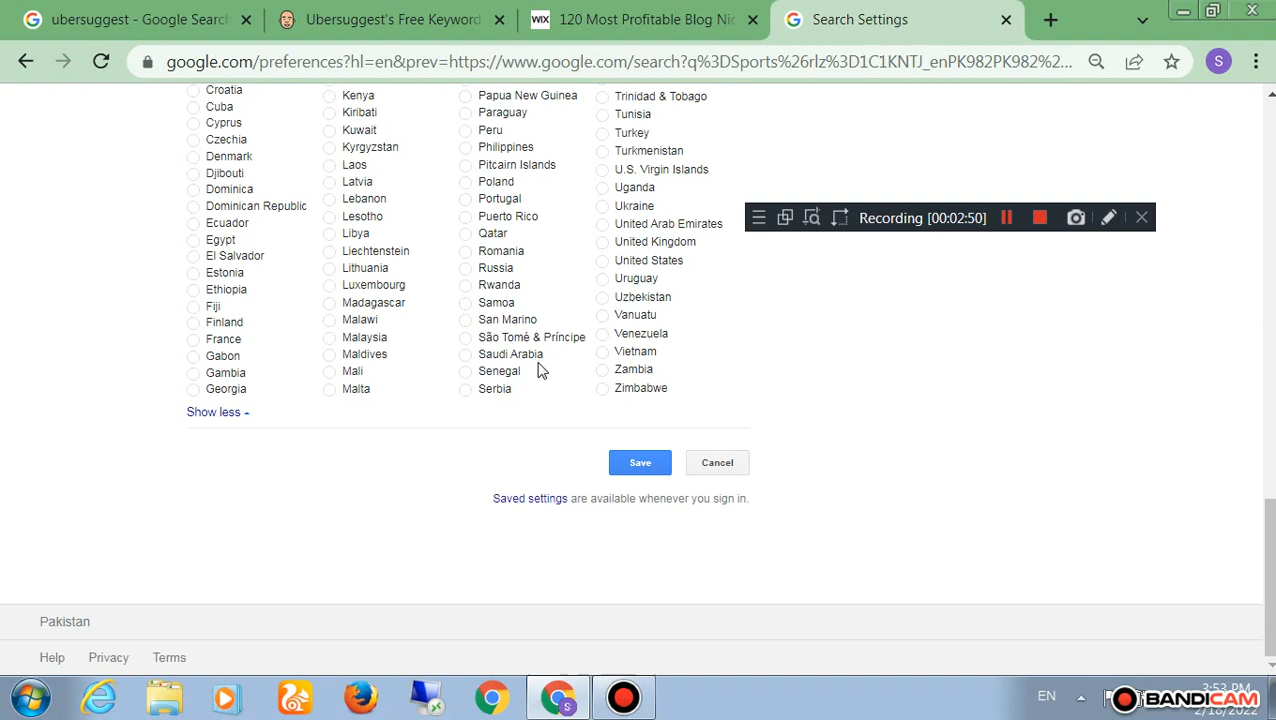 ubersuggest - Google Search
Ubersuggest's Free Keyword
WIX 120 Most Profitable Blog Nic
Search Settings
google.com/preferences?hl=en&prev=https://www.google.com/search?q%3DSports%26rlz%3D1C1KNTJ_enPK982PK982%2...
S
Croatia
Cuba
Cyprus
Czechia
Denmark
Djibouti
Dominica
Dominican Republic
Ecuador
Egypt
El Salvador
Estonia
Ethiopia
Fiji
Finland
France
Gabon
Gambia
Georgia
Kenya
Kiribati
Kuwait
Kyrgyzstan
Laos
Latvia
Lebanon
Lesotho
Libya
Liechtenstein
Lithuania
Luxembourg
Madagascar
Malawi
Malaysia
Maldives
Mali
Malta
Papua New Guinea
Paraguay
Peru
Philippines
Pitcairn Islands
Poland
Portugal
Puerto Rico
Qatar
Romania
Russia
Rwanda
Samoa
San Marino
São Tomé & Príncipe
Saudi Arabia
Senegal
Serbia
Trinidad & Tobago
Tunisia
Turkey
Turkmenistan
U.S. Virgin Islands
Uganda
Ukraine
United Arab Emirates
United Kingdom
United States
Uruguay
Uzbekistan
Vanuatu
Venezuela
Vietnam
Zambia
Zimbabwe
Recording [00:02:50]
Show less
Save
Cancel
Saved settings are available whenever you sign in.
Pakistan
Help Privacy Terms
S
EN
3:53 PM
BANDICAM